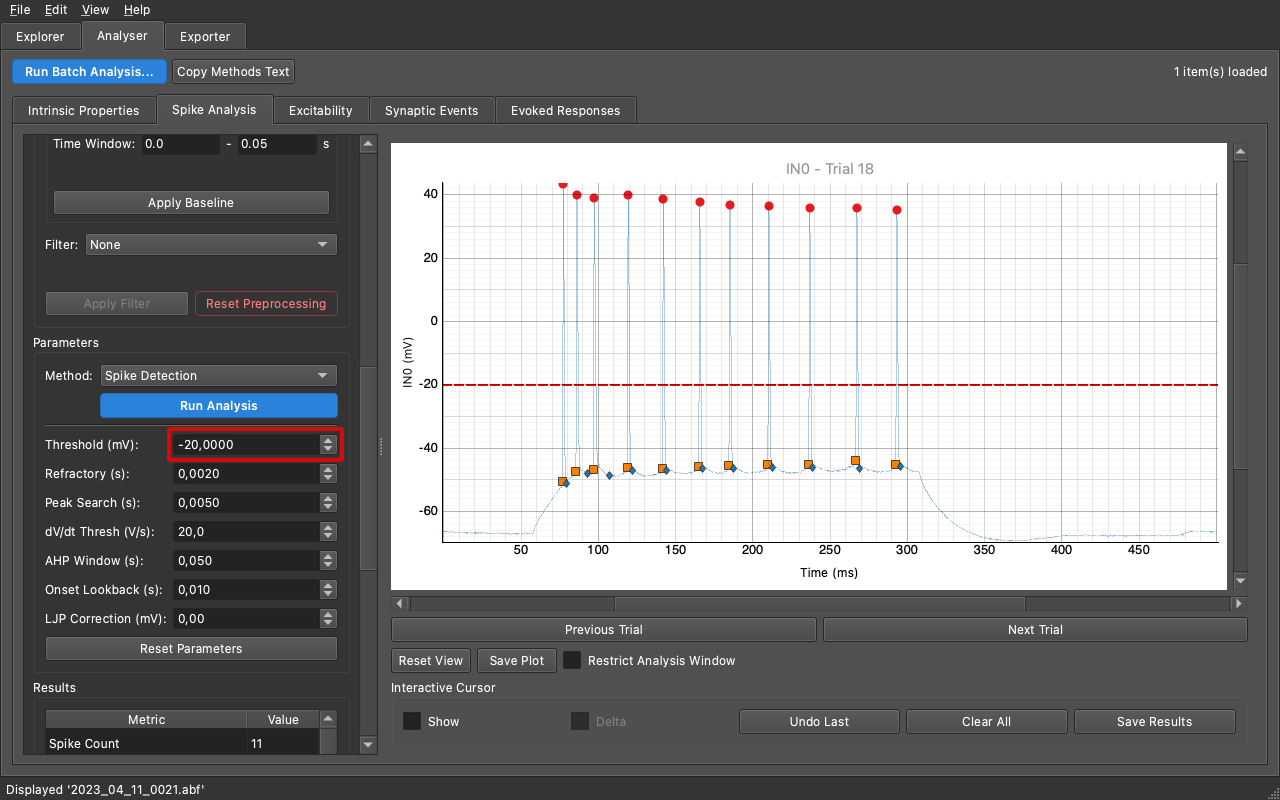 File Edit View Help
Explorer Analyser Exporter
Run Batch Analysis... Copy Methods Text 1 item(s) loaded
Intrinsic Properties Spike Analysis Excitability Synaptic Events Evoked Responses
Time Window: 0.0 - 0.05 s
Apply Baseline
Filter: None
Apply Filter Reset Preprocessing
Parameters
Method: Spike Detection
Run Analysis
Threshold (mV): -20,0000
Refractory (s): 0,0020
Peak Search (s): 0,0050
dV/dt Thresh (V/s): 20,0
AHP Window (s): 0,050
Onset Lookback (s): 0,010
LJP Correction (mV): 0,00
Reset Parameters
Results
Metric Value
Spike Count 11
IN0 - Trial 18
IN0 (mV)
40
20
0
-20
-40
-60
50 100 150 200 250 300 350 400 450
Time (ms)
Previous Trial Next Trial
Reset View Save Plot Restrict Analysis Window
Interactive Cursor
Show Delta Undo Last Clear All Save Results
Displayed '2023_04_11_0021.abf'